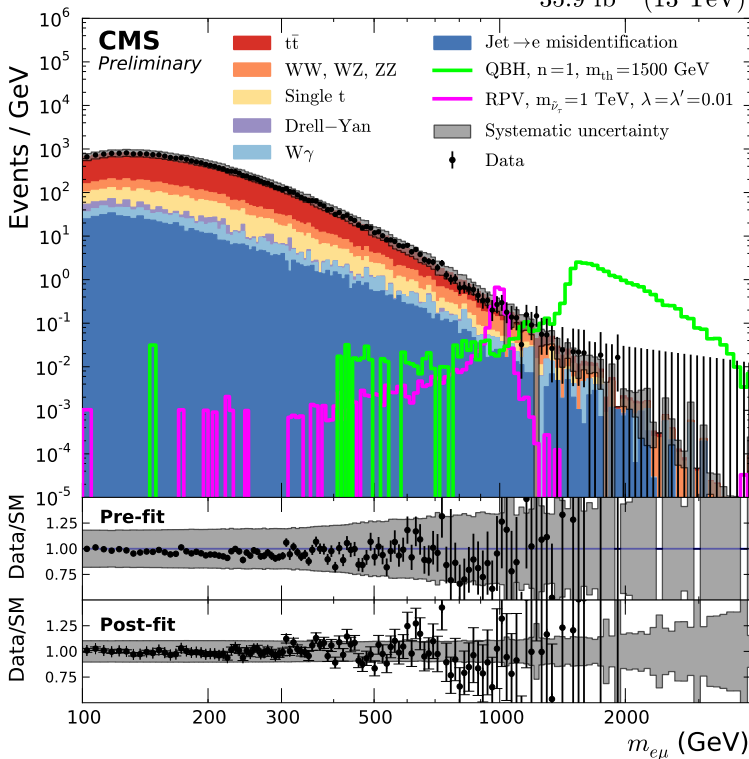 35.9 fb⁻¹ (13 TeV)
CMS
Preliminary
tt̄
WW, WZ, ZZ
Single t
Drell−Yan
Wγ
Jet→e misidentification
QBH, n=1, m_th=1500 GeV
RPV, m_ν̃τ=1 TeV, λ=λ′=0.01
Systematic uncertainty
Data
Events / GeV
10⁶
10⁵
10⁴
10³
10²
10¹
10⁰
10⁻¹
10⁻²
10⁻³
10⁻⁴
10⁻⁵
Data/SM
Pre-fit
1.25
1.00
0.75
Data/SM
Post-fit
1.25
1.00
0.75
100 200 300 500 1000 2000
m_eμ (GeV)